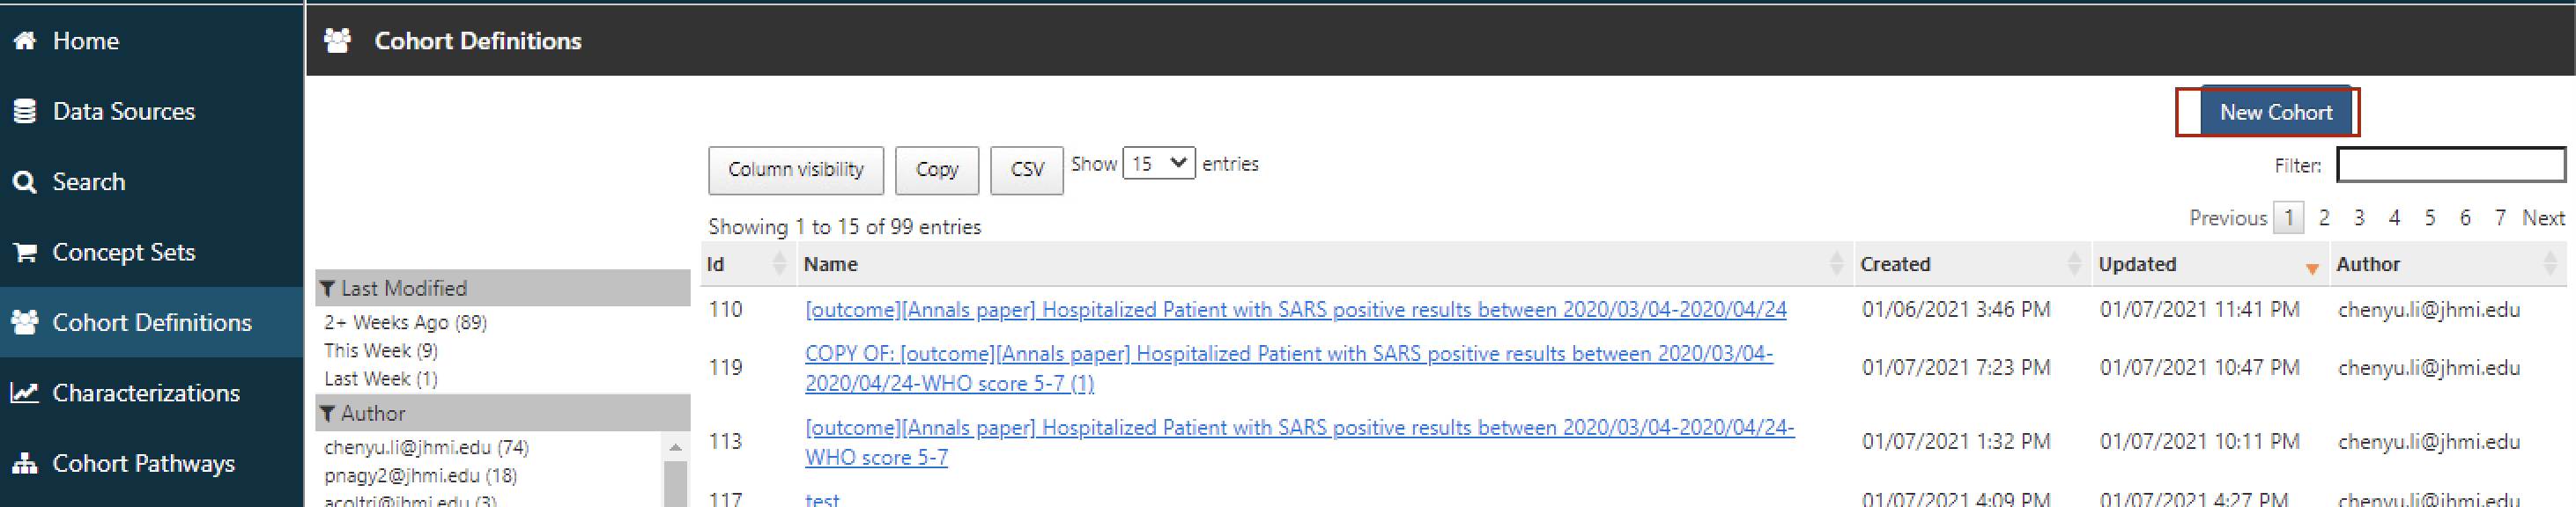 Home
Data Sources
Search
Concept Sets
Cohort Definitions
Characterizations
Cohort Pathways
Cohort Definitions
New Cohort
Column visibility Copy CSV Show 15 entries
Filter:
Showing 1 to 15 of 99 entries
Previous 1 2 3 4 5 6 7 Next
Last Modified
2+ Weeks Ago (89)
This Week (9)
Last Week (1)
Author
chenyu.li@jhmi.edu (74)
pnagy2@jhmi.edu (18)
acoltri@jhmi.edu (3)
Id Name Created Updated Author
110 [outcome][Annals paper] Hospitalized Patient with SARS positive results between 2020/03/04-2020/04/24 01/06/2021 3:46 PM 01/07/2021 11:41 PM chenyu.li@jhmi.edu
119 COPY OF: [outcome][Annals paper] Hospitalized Patient with SARS positive results between 2020/03/04-
2020/04/24-WHO score 5-7 (1) 01/07/2021 7:23 PM 01/07/2021 10:47 PM chenyu.li@jhmi.edu
113 [outcome][Annals paper] Hospitalized Patient with SARS positive results between 2020/03/04-2020/04/24-
WHO score 5-7 01/07/2021 1:32 PM 01/07/2021 10:11 PM chenyu.li@jhmi.edu
117 test 01/07/2021 4:09 PM 01/07/2021 4:27 PM chenyu.li@jhmi.edu